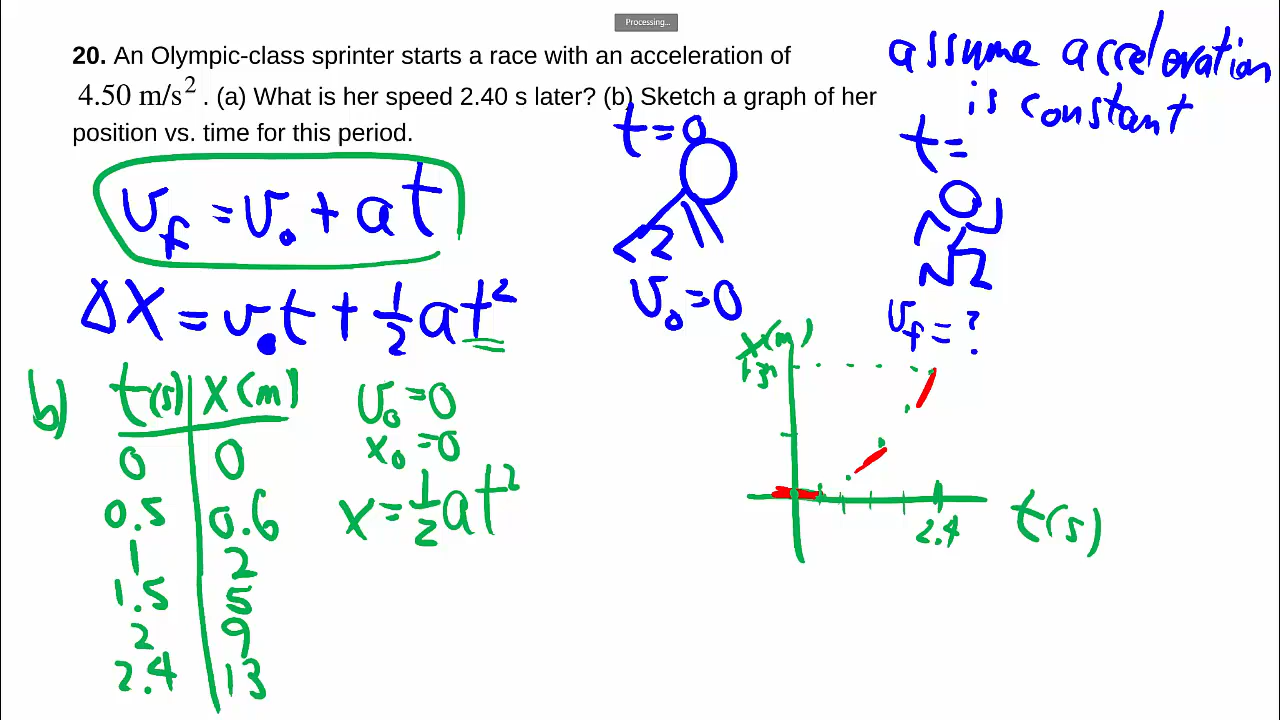 Processing...
20. An Olympic-class sprinter starts a race with an acceleration of
4.50 m/s². (a) What is her speed 2.40 s later? (b) Sketch a graph of her
position vs. time for this period.
assume acceleration
is constant
t = 0
t =
v_f = v₀ + at
v₀ = 0
v_f = ?
Δx = v₀t + ½at²
b)
t(s) x(m)
0 0
0.5 0.6
1 2
1.5 5
2 9
2.4 13
v₀ = 0
x₀ = 0
x = ½at²
x(m)
13
2.4
t(s)